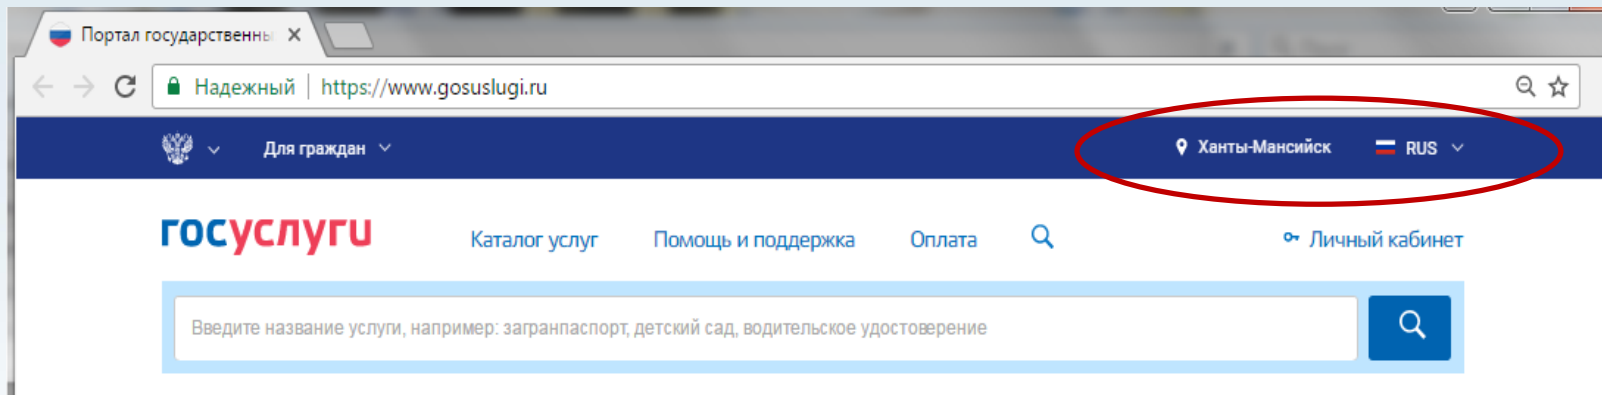 Портал государственны
Надежный https://www.gosuslugi.ru
Для граждан Ханты-Мансийск RUS
госуслуги Каталог услуг Помощь и поддержка Оплата Личный кабинет
Введите название услуги, например: загранпаспорт, детский сад, водительское удостоверение